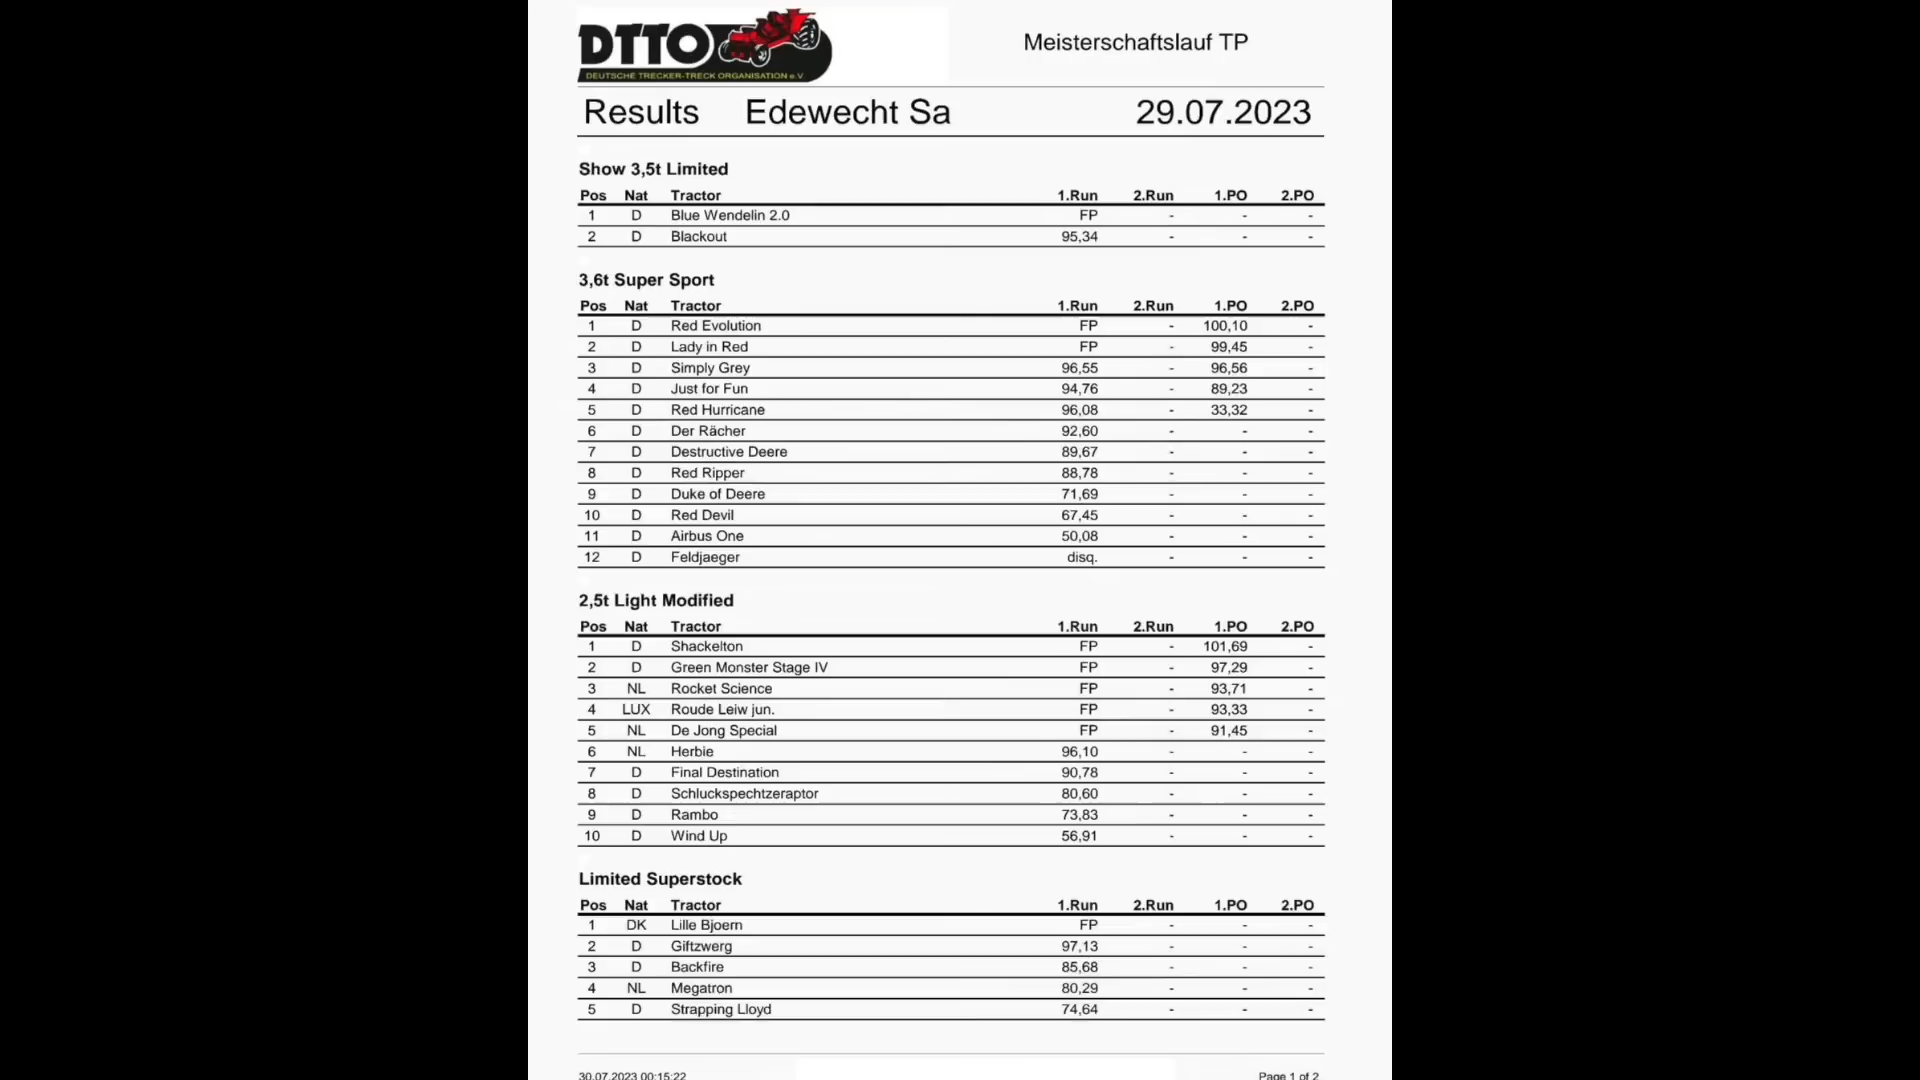 DTTO
DEUTSCHE TRECKER-TRECK ORGANISATION e.V.
Meisterschaftslauf TP
Results Edewecht Sa 29.07.2023
Show 3,5t Limited
Pos Nat Tractor 1.Run 2.Run 1.PO 2.PO
1 D Blue Wendelin 2.0 FP - - -
2 D Blackout 95,34 - - -
3,6t Super Sport
Pos Nat Tractor 1.Run 2.Run 1.PO 2.PO
1 D Red Evolution FP - 100,10 -
2 D Lady in Red FP - 99,45 -
3 D Simply Grey 96,55 - 96,56 -
4 D Just for Fun 94,76 - 89,23 -
5 D Red Hurricane 96,08 - 33,32 -
6 D Der Rächer 92,60 - - -
7 D Destructive Deere 89,67 - - -
8 D Red Ripper 88,78 - - -
9 D Duke of Deere 71,69 - - -
10 D Red Devil 67,45 - - -
11 D Airbus One 50,08 - - -
12 D Feldjaeger disq. - - -
2,5t Light Modified
Pos Nat Tractor 1.Run 2.Run 1.PO 2.PO
1 D Shackelton FP - 101,69 -
2 D Green Monster Stage IV FP - 97,29 -
3 NL Rocket Science FP - 93,71 -
4 LUX Roude Leiw jun. FP - 93,33 -
5 NL De Jong Special FP - 91,45 -
6 NL Herbie 96,10 - - -
7 D Final Destination 90,78 - - -
8 D Schluckspechtzeraptor 80,60 - - -
9 D Rambo 73,83 - - -
10 D Wind Up 56,91 - - -
Limited Superstock
Pos Nat Tractor 1.Run 2.Run 1.PO 2.PO
1 DK Lille Bjoern FP - - -
2 D Giftzwerg 97,13 - - -
3 D Backfire 85,68 - - -
4 NL Megatron 80,29 - - -
5 D Strapping Lloyd 74,64 - - -
30.07.2023 00:15:22 Page 1 of 2